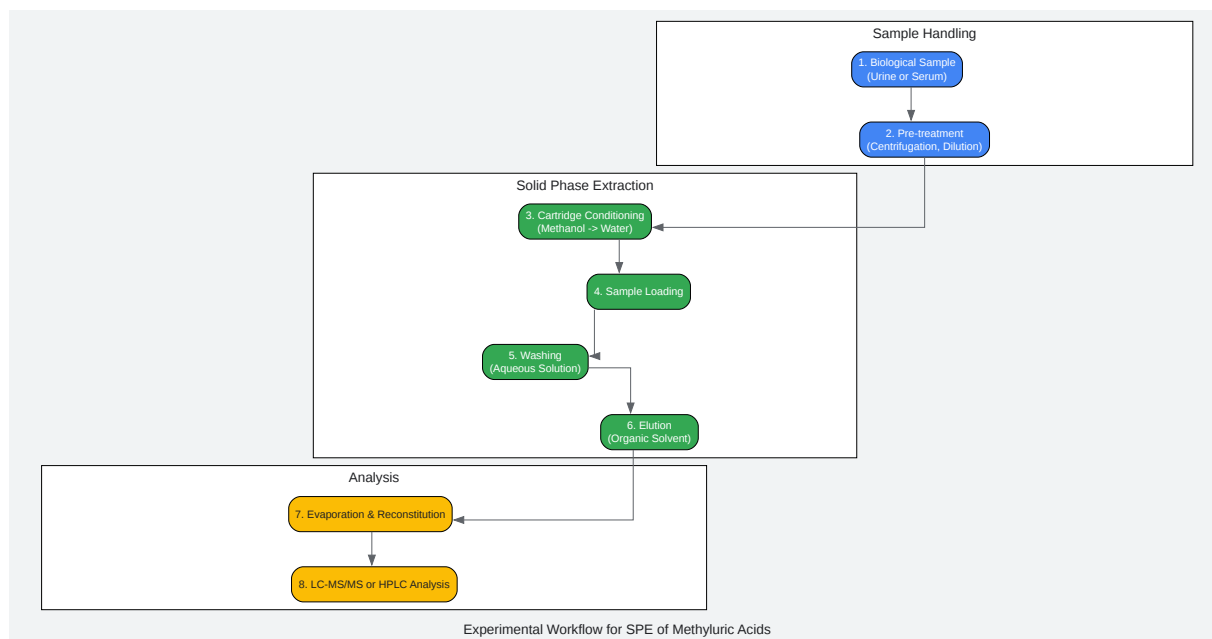 Sample Handling
1. Biological Sample
(Urine or Serum)
2. Pre-treatment
(Centrifugation, Dilution)
Solid Phase Extraction
3. Cartridge Conditioning
(Methanol -> Water)
4. Sample Loading
5. Washing
(Aqueous Solution)
6. Elution
(Organic Solvent)
Analysis
7. Evaporation & Reconstitution
8. LC-MS/MS or HPLC Analysis
Experimental Workflow for SPE of Methyluric Acids